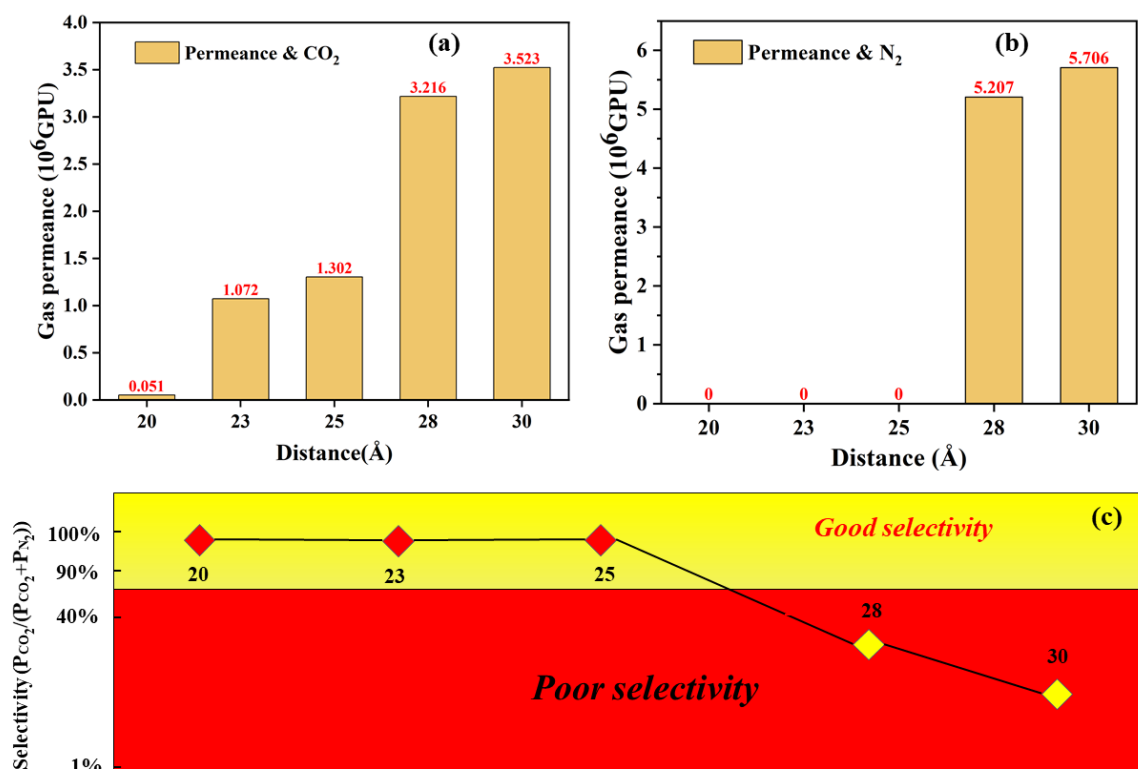 (a)
Permeance & CO₂
Gas permeance (10⁶GPU)
4.0
3.5
3.0
2.5
2.0
1.5
1.0
0.5
0.0
0.051
1.072
1.302
3.216
3.523
20 23 25 28 30
Distance(Å)
(b)
Permeance & N₂
Gas permeance (10⁶GPU)
6
5
4
3
2
1
0
0
0
0
5.207
5.706
20 23 25 28 30
Distance (Å)
(c)
Selectivity (Pco₂/(Pco₂+PN₂))
100%
90%
40%
1%
Good selectivity
20
23
25
28
30
Poor selectivity